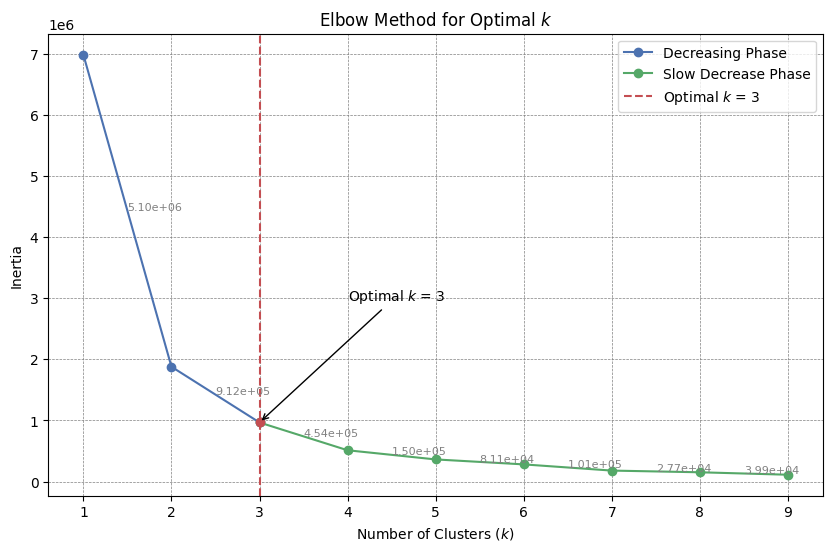 Elbow Method for Optimal k
1e6
7
6
5
4
3
2
1
0
Inertia
Decreasing Phase
Slow Decrease Phase
Optimal k = 3
5.10e+06
Optimal k = 3
9.12e+05
4.54e+05
1.50e+05
8.11e+04
1.01e+05
2.77e+04
3.99e+04
1 2 3 4 5 6 7 8 9
Number of Clusters (k)